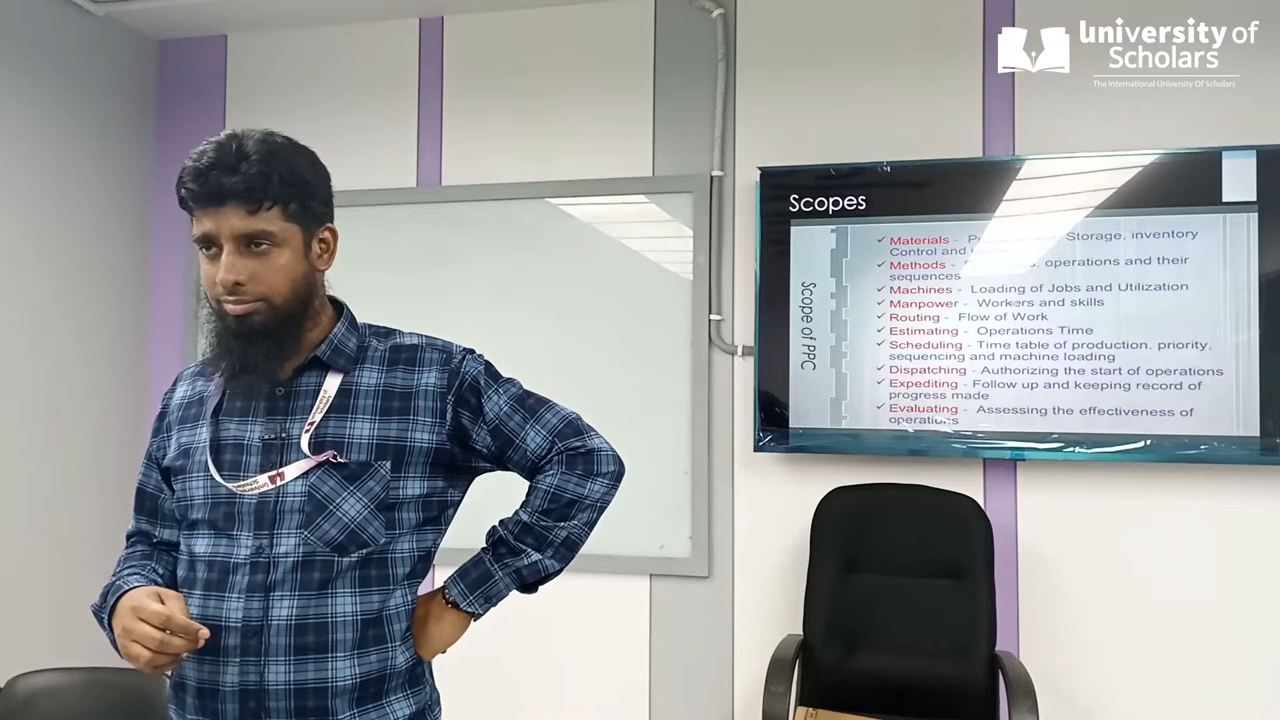 University of
Scholars
The International University Of Scholars
Scopes
Scope of PPC
✓ Materials - Storage, inventory
Control and
✓ Methods - operations and their
sequences
✓ Machines - Loading of Jobs and Utilization
✓ Manpower - Workers and skills
✓ Routing - Flow of Work
✓ Estimating - Operations Time
✓ Scheduling - Time table of production, priority,
sequencing and machine loading
✓ Dispatching - Authorizing the start of operations
✓ Expediting - Follow up and keeping record of
progress made
✓ Evaluating - Assessing the effectiveness of
operations